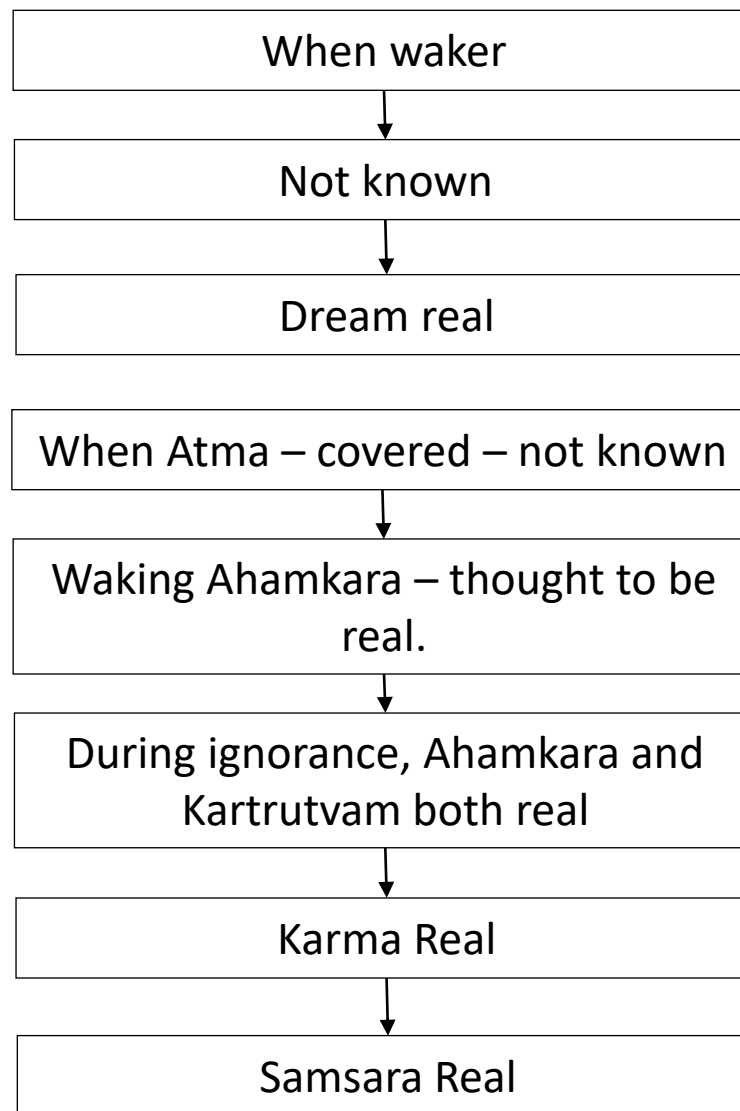 When waker
Not known
Dream real
When Atma – covered – not known
Waking Ahamkara – thought to be
real.
During ignorance, Ahamkara and
Kartrutvam both real
Karma Real
Samsara Real